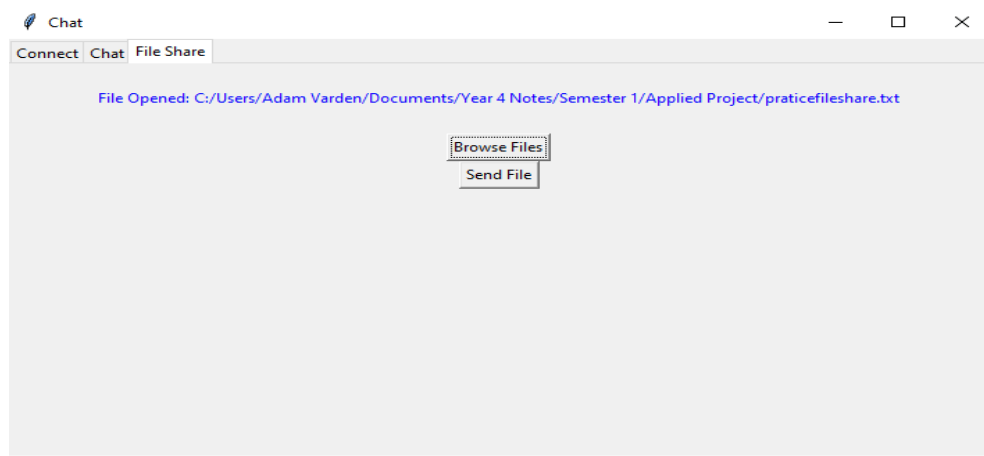 Chat
Connect Chat File Share
File Opened: C:/Users/Adam Varden/Documents/Year 4 Notes/Semester 1/Applied Project/praticefileshare.txt
Browse Files
Send File